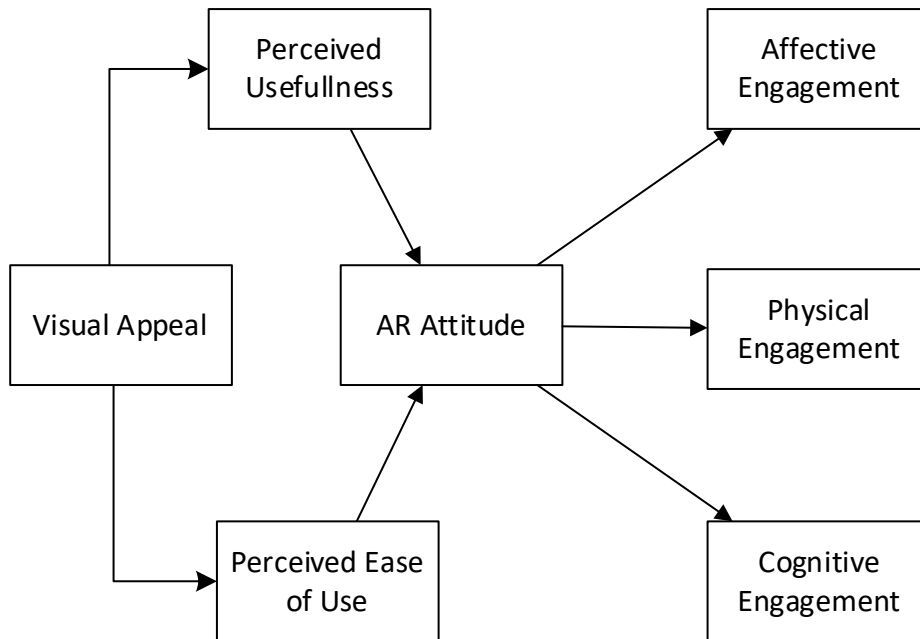 Perceived
Usefullness
Affective
Engagement
Visual Appeal
AR Attitude
Physical
Engagement
Perceived Ease
of Use
Cognitive
Engagement